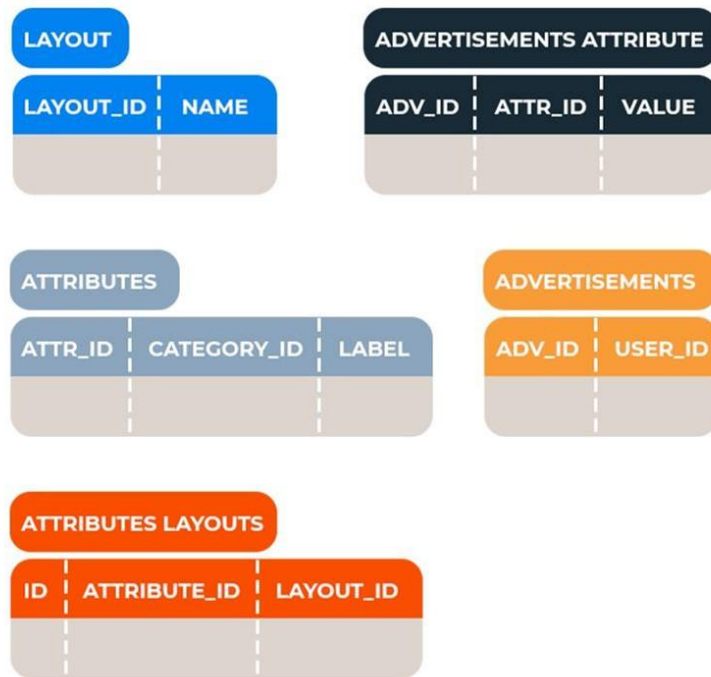 LAYOUT
LAYOUT_ID NAME
ADVERTISEMENTS ATTRIBUTE
ADV_ID ATTR_ID VALUE
ATTRIBUTES
ATTR_ID CATEGORY_ID LABEL
ADVERTISEMENTS
ADV_ID USER_ID
ATTRIBUTES LAYOUTS
ID ATTRIBUTE_ID LAYOUT_ID